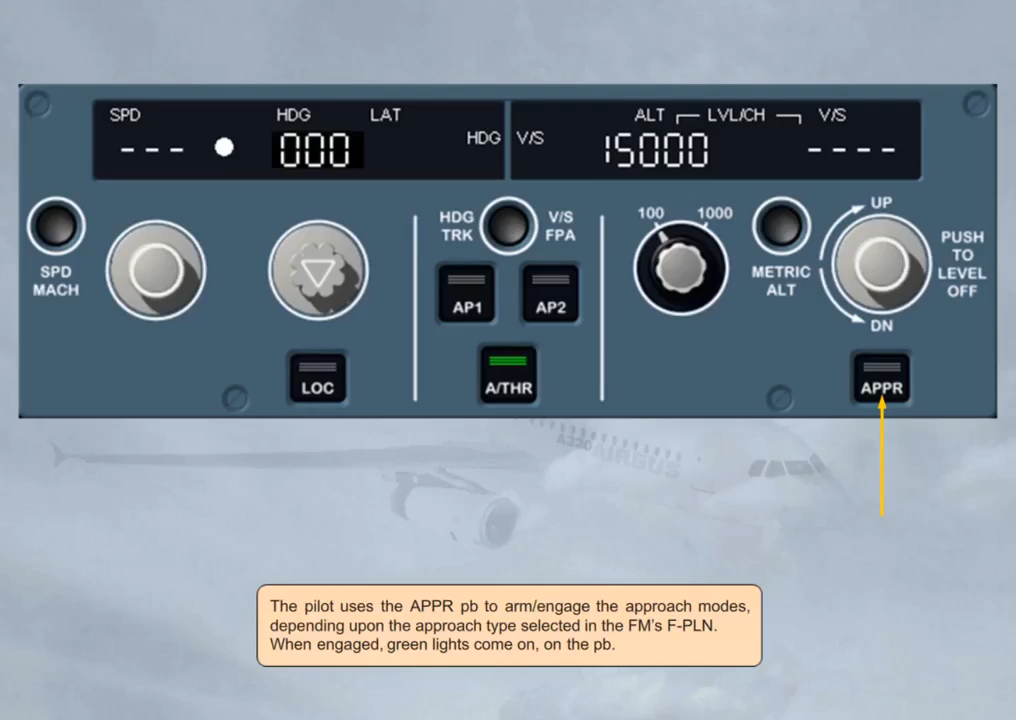 SPD HDG LAT ALT LVL/CH V/S
HDG V/S
--- 000 15000 ----
SPD
MACH
HDG V/S
TRK FPA
100 1000
METRIC
ALT
UP
PUSH
TO
LEVEL
OFF
DN
AP1 AP2
LOC A/THR APPR
A320 AIRBUS
The pilot uses the APPR pb to arm/engage the approach modes,
depending upon the approach type selected in the FM's F-PLN.
When engaged, green lights come on, on the pb.